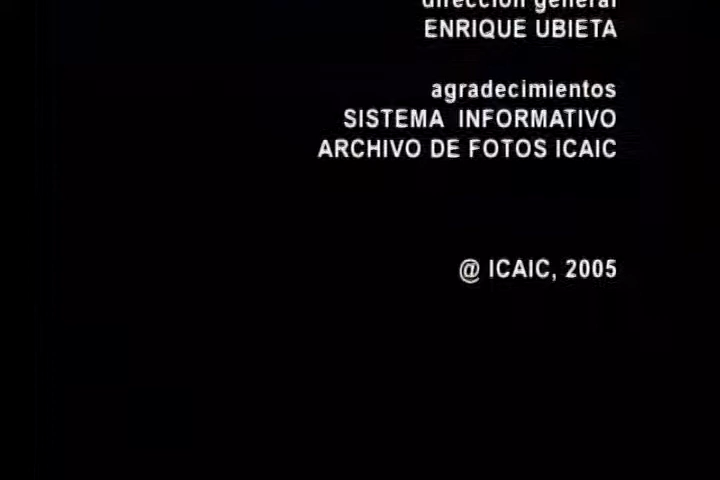 dirección general
ENRIQUE UBIETA
agradecimientos
SISTEMA INFORMATIVO
ARCHIVO DE FOTOS ICAIC
@ ICAIC, 2005